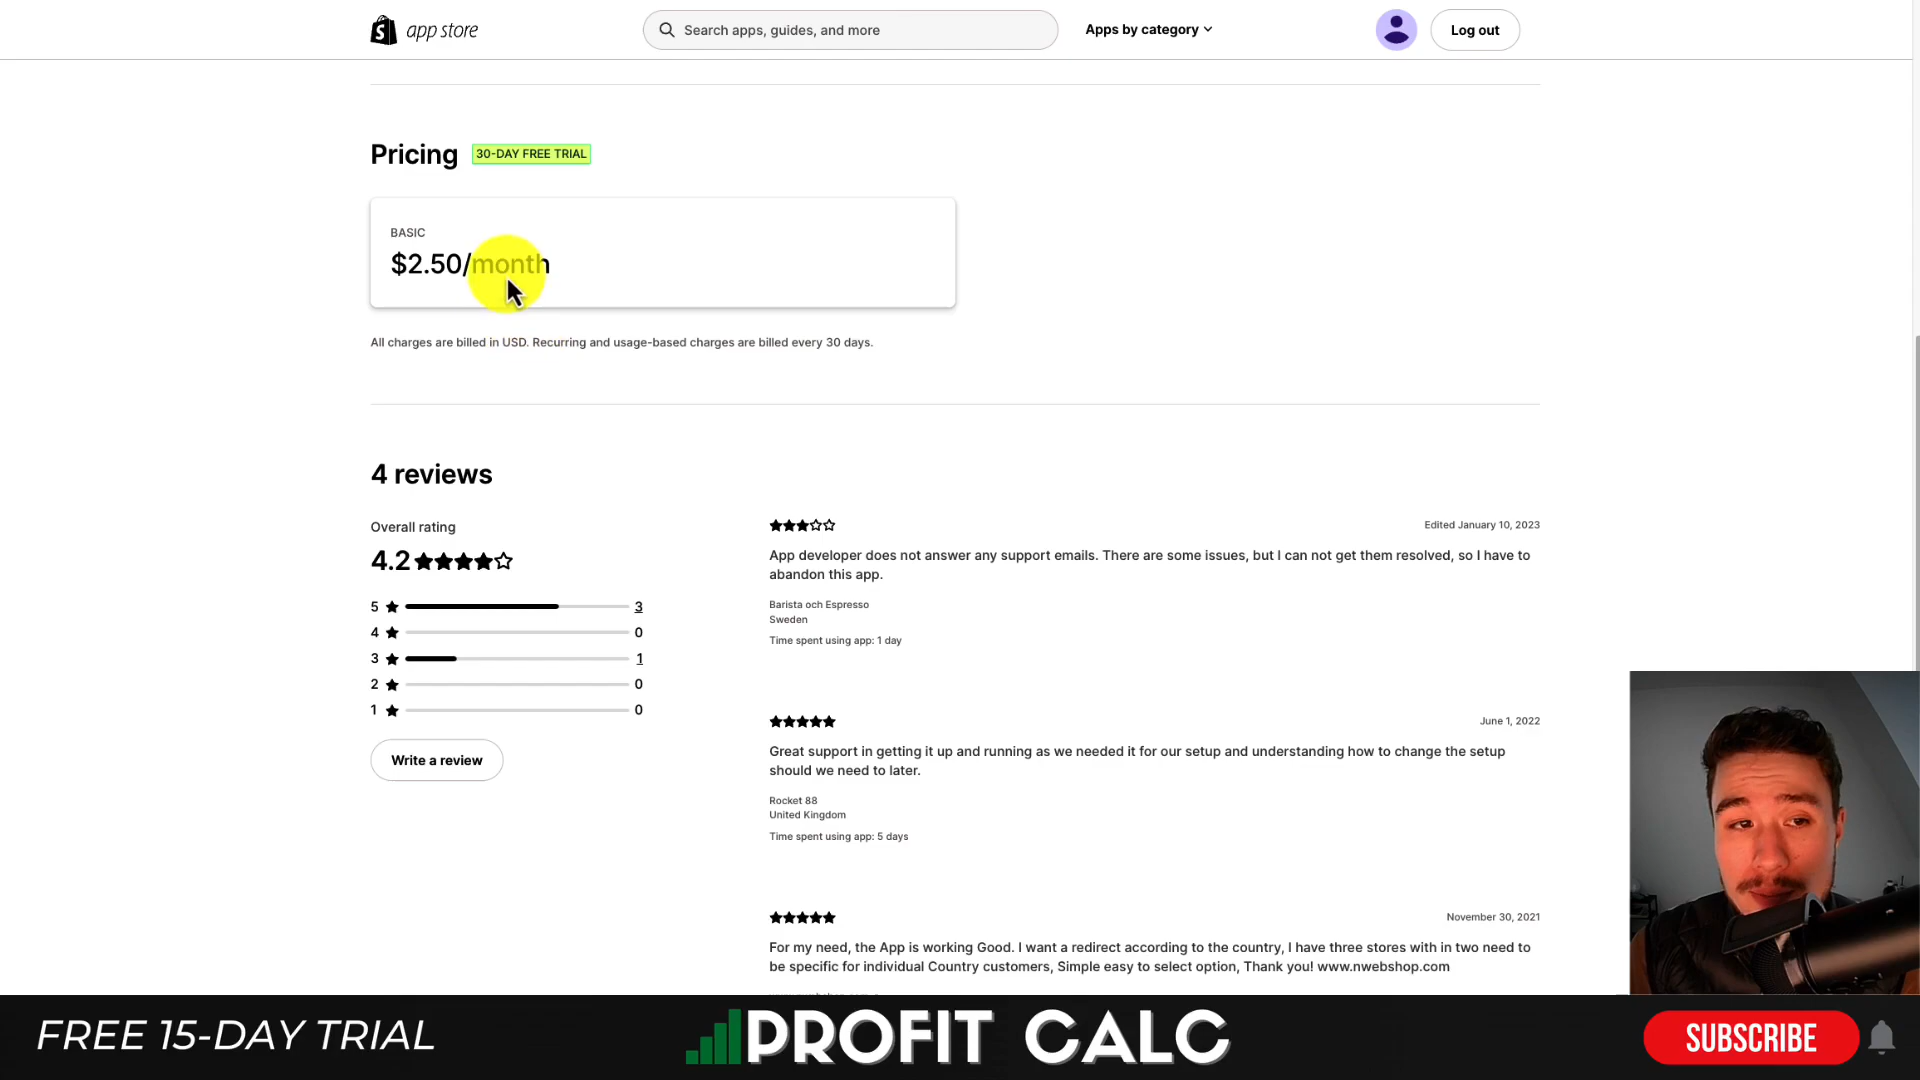 app store
Search apps, guides, and more
Apps by category
Log out
Pricing
30-DAY FREE TRIAL
BASIC
$2.50/month
All charges are billed in USD. Recurring and usage-based charges are billed every 30 days.
4 reviews
Overall rating
4.2
5 3
4 0
3 1
2 0
1 0
Write a review
Edited January 10, 2023
App developer does not answer any support emails. There are some issues, but I can not get them resolved, so I have to
abandon this app.
Barista och Espresso
Sweden
Time spent using app: 1 day
June 1, 2022
Great support in getting it up and running as we needed it for our setup and understanding how to change the setup
should we need to later.
Rocket 88
United Kingdom
Time spent using app: 5 days
November 30, 2021
For my need, the App is working Good. I want a redirect according to the country, I have three stores with in two need to
be specific for individual Country customers, Simple easy to select option, Thank you! www.nwebshop.com
FREE 15-DAY TRIAL
PROFIT CALC
SUBSCRIBE